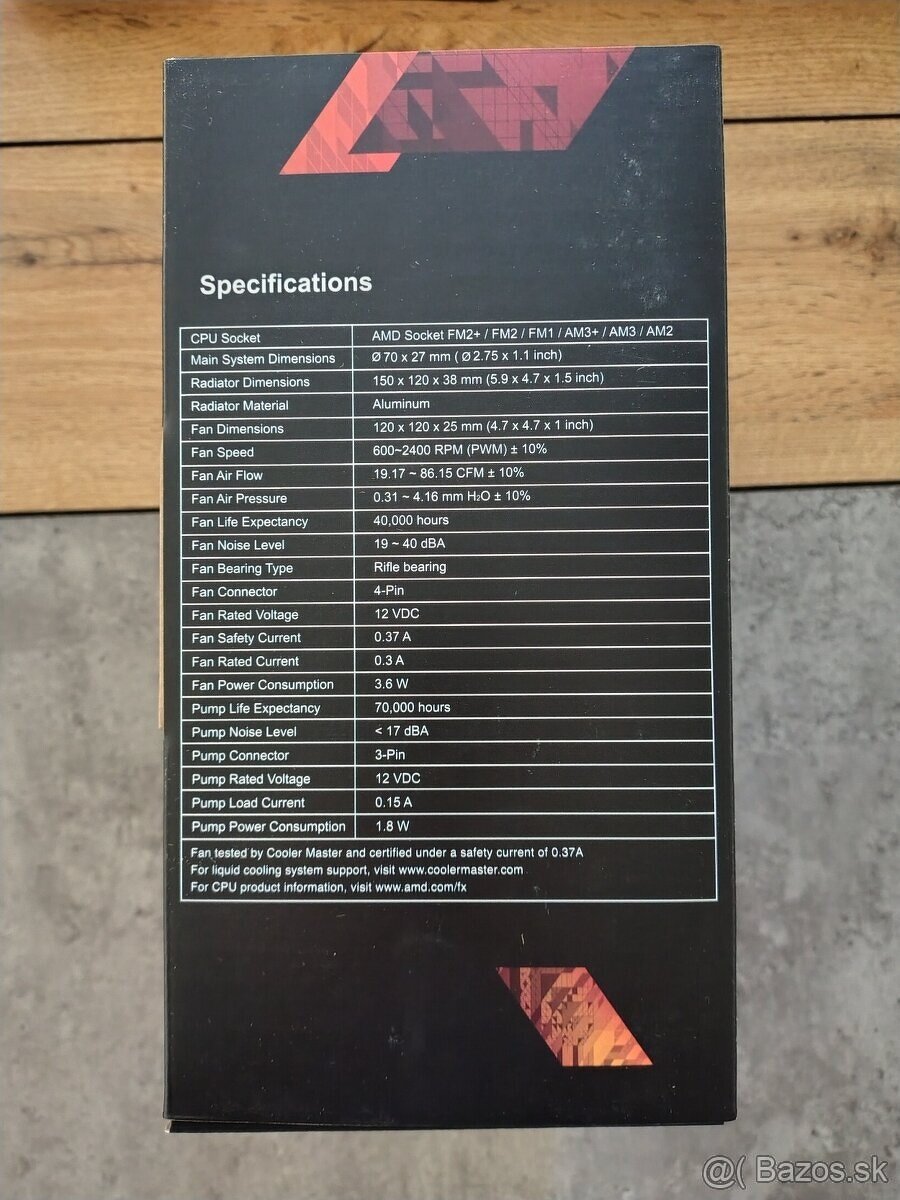 Specifications
CPU Socket AMD Socket FM2+ / FM2 / FM1 / AM3+ / AM3 / AM2
Main System Dimensions Ø 70 x 27 mm ( Ø 2.75 x 1.1 inch)
Radiator Dimensions 150 x 120 x 38 mm (5.9 x 4.7 x 1.5 inch)
Radiator Material Aluminum
Fan Dimensions 120 x 120 x 25 mm (4.7 x 4.7 x 1 inch)
Fan Speed 600~2400 RPM (PWM) ± 10%
Fan Air Flow 19.17 ~ 86.15 CFM ± 10%
Fan Air Pressure 0.31 ~ 4.16 mm H₂O ± 10%
Fan Life Expectancy 40,000 hours
Fan Noise Level 19 ~ 40 dBA
Fan Bearing Type Rifle bearing
Fan Connector 4-Pin
Fan Rated Voltage 12 VDC
Fan Safety Current 0.37 A
Fan Rated Current 0.3 A
Fan Power Consumption 3.6 W
Pump Life Expectancy 70,000 hours
Pump Noise Level < 17 dBA
Pump Connector 3-Pin
Pump Rated Voltage 12 VDC
Pump Load Current 0.15 A
Pump Power Consumption 1.8 W
Fan tested by Cooler Master and certified under a safety current of 0.37A
For liquid cooling system support, visit www.coolermaster.com
For CPU product information, visit www.amd.com/fx
@( Bazos.sk